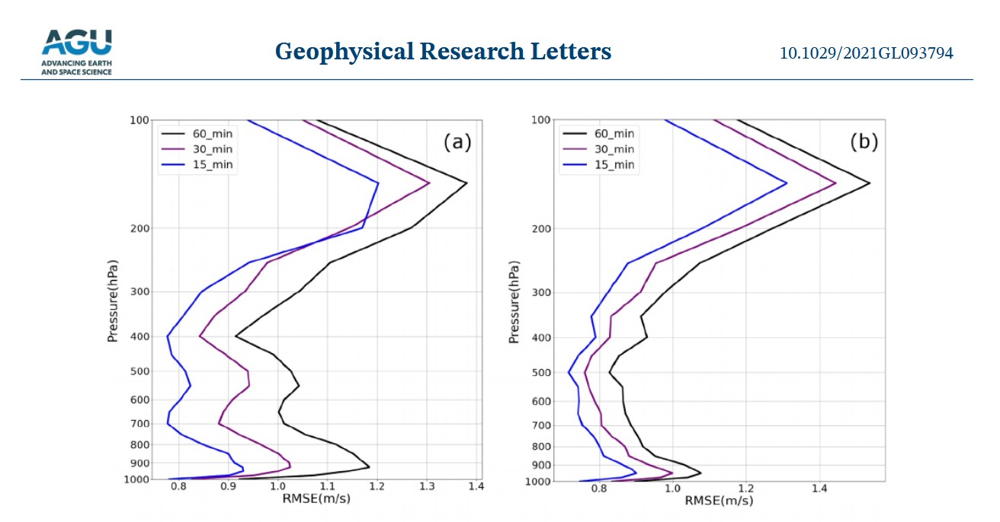 AGU
ADVANCING EARTH
AND SPACE SCIENCE
Geophysical Research Letters
10.1029/2021GL093794
100
200
300
400
500
600
700
800
900
1000
Pressure(hPa)
60_min
30_min
15_min
(a)
0.8 0.9 1.0 1.1 1.2 1.3 1.4
RMSE(m/s)
100
200
300
400
500
600
700
800
900
1000
Pressure(hPa)
60_min
30_min
15_min
(b)
0.8 1.0 1.2 1.4
RMSE(m/s)